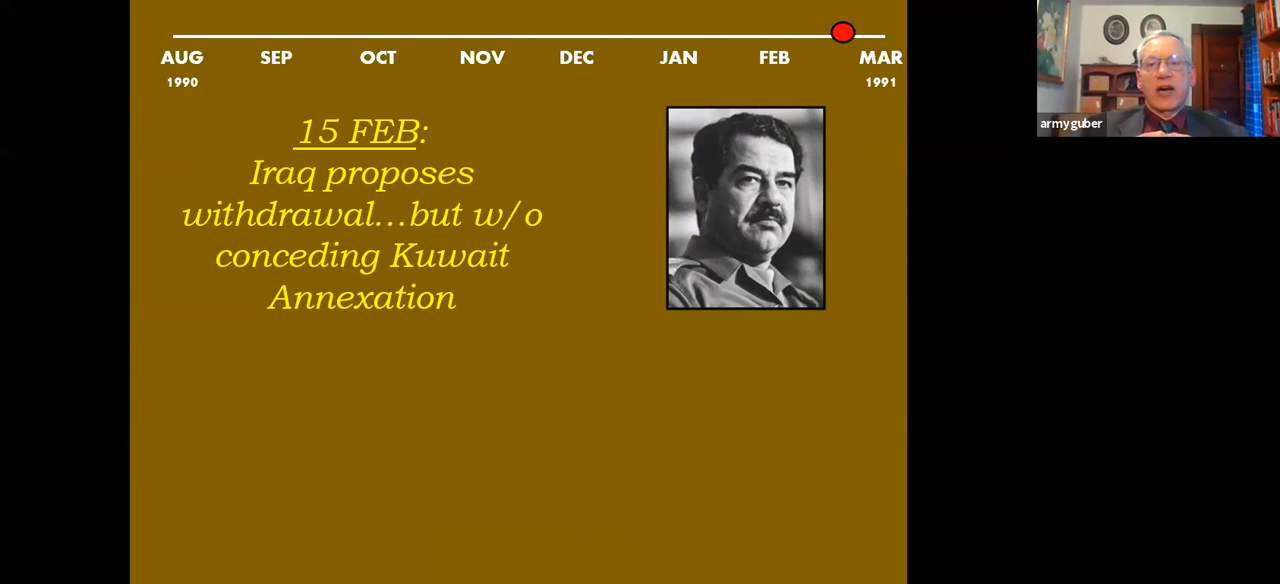 AUG SEP OCT NOV DEC JAN FEB MAR
1990 1991
armyguber
15 FEB:
Iraq proposes
withdrawal...but w/o
conceding Kuwait
Annexation